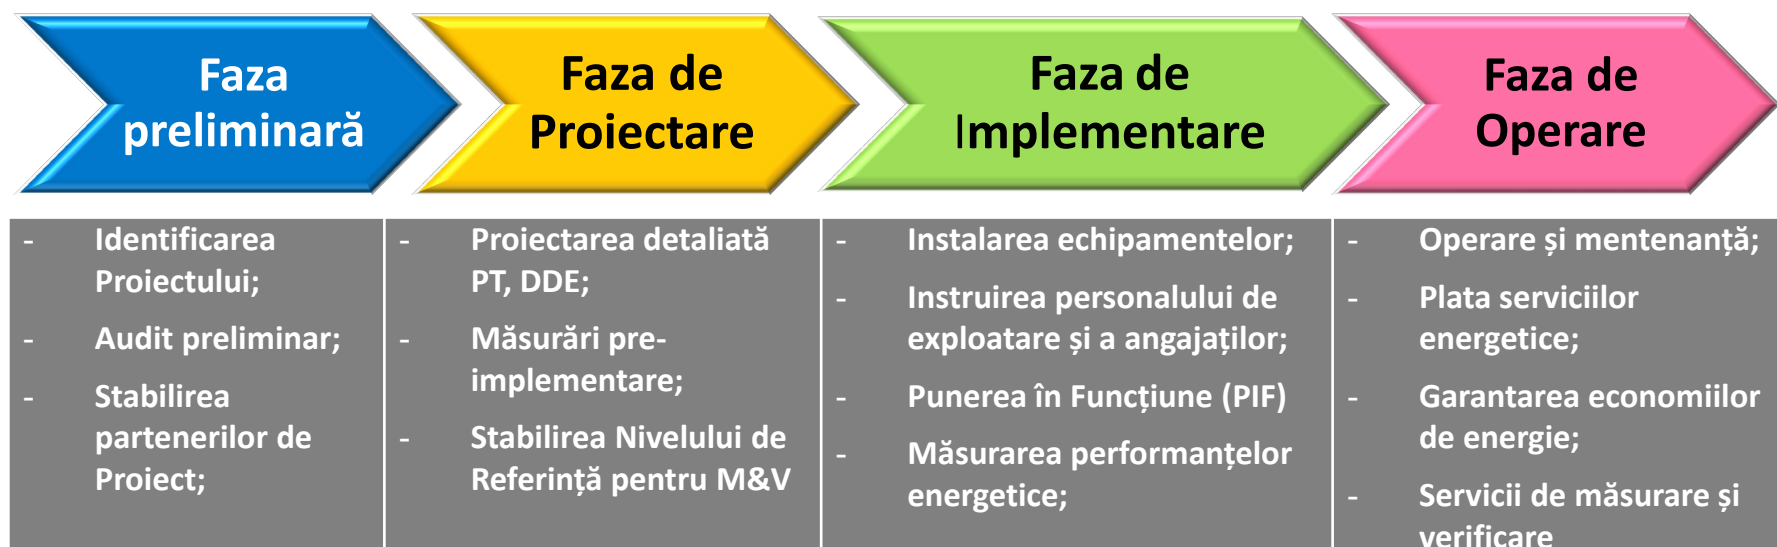 Faza
preliminară
Faza de
Proiectare
Faza de
Implementare
Faza de
Operare
- Identificarea
Proiectului;
- Audit preliminar;
- Stabilirea
partenerilor de
Proiect;
- Proiectarea detaliată
PT, DDE;
- Măsurări pre-
implementare;
- Stabilirea Nivelului de
Referință pentru M&V
- Instalarea echipamentelor;
- Instruirea personalului de
exploatare și a angajaților;
- Punerea în Funcțiune (PIF)
- Măsurarea performanțelor
energetice;
- Operare și mentenanță;
- Plata serviciilor
energetice;
- Garantarea economiilor
de energie;
- Servicii de măsurare și
verificare